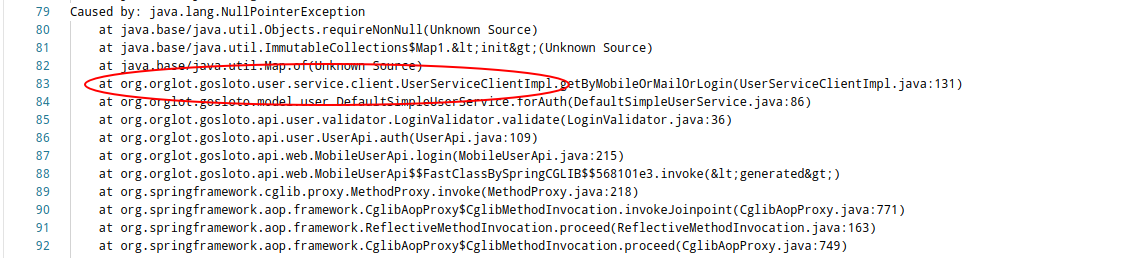 79 Caused by: java.lang.NullPointerException
80 at java.base/java.util.Objects.requireNonNull(Unknown Source)
81 at java.base/java.util.ImmutableCollections$Map1.&lt;init&gt;(Unknown Source)
82 at java.base/java.util.Map.of(Unknown Source)
83 at org.orglot.gosloto.user.service.client.UserServiceClientImpl.getByMobileOrMailOrLogin(UserServiceClientImpl.java:131)
84 at org.orglot.gosloto.model.user.DefaultSimpleUserService.forAuth(DefaultSimpleUserService.java:86)
85 at org.orglot.gosloto.api.user.validator.LoginValidator.validate(LoginValidator.java:36)
86 at org.orglot.gosloto.api.user.UserApi.auth(UserApi.java:109)
87 at org.orglot.gosloto.api.web.MobileUserApi.login(MobileUserApi.java:215)
88 at org.orglot.gosloto.api.web.MobileUserApi$$FastClassBySpringCGLIB$$568101e3.invoke(&lt;generated&gt;)
89 at org.springframework.cglib.proxy.MethodProxy.invoke(MethodProxy.java:218)
90 at org.springframework.aop.framework.CglibAopProxy$CglibMethodInvocation.invokeJoinpoint(CglibAopProxy.java:771)
91 at org.springframework.aop.framework.ReflectiveMethodInvocation.proceed(ReflectiveMethodInvocation.java:163)
92 at org.springframework.aop.framework.CglibAopProxy$CglibMethodInvocation.proceed(CglibAopProxy.java:749)